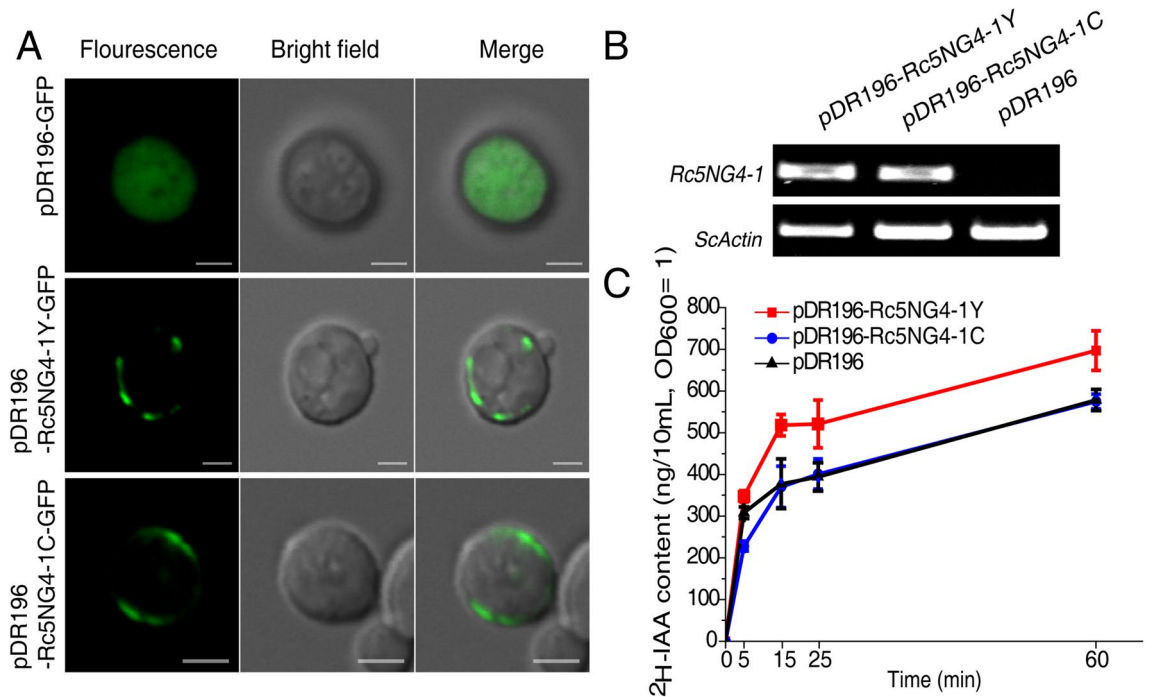 A
Flourescence
Bright field
Merge
pDR196-GFP
pDR196
-Rc5NG4-1Y-GFP
pDR196
-Rc5NG4-1C-GFP
B
pDR196-Rc5NG4-1Y
pDR196-Rc5NG4-1C
pDR196
Rc5NG4-1
ScActin
C
²H-IAA content (ng/10mL, OD₆₀₀= 1)
800
700
600
500
400
300
200
100
0
pDR196-Rc5NG4-1Y
pDR196-Rc5NG4-1C
pDR196
0 5 15 25 60
Time (min)